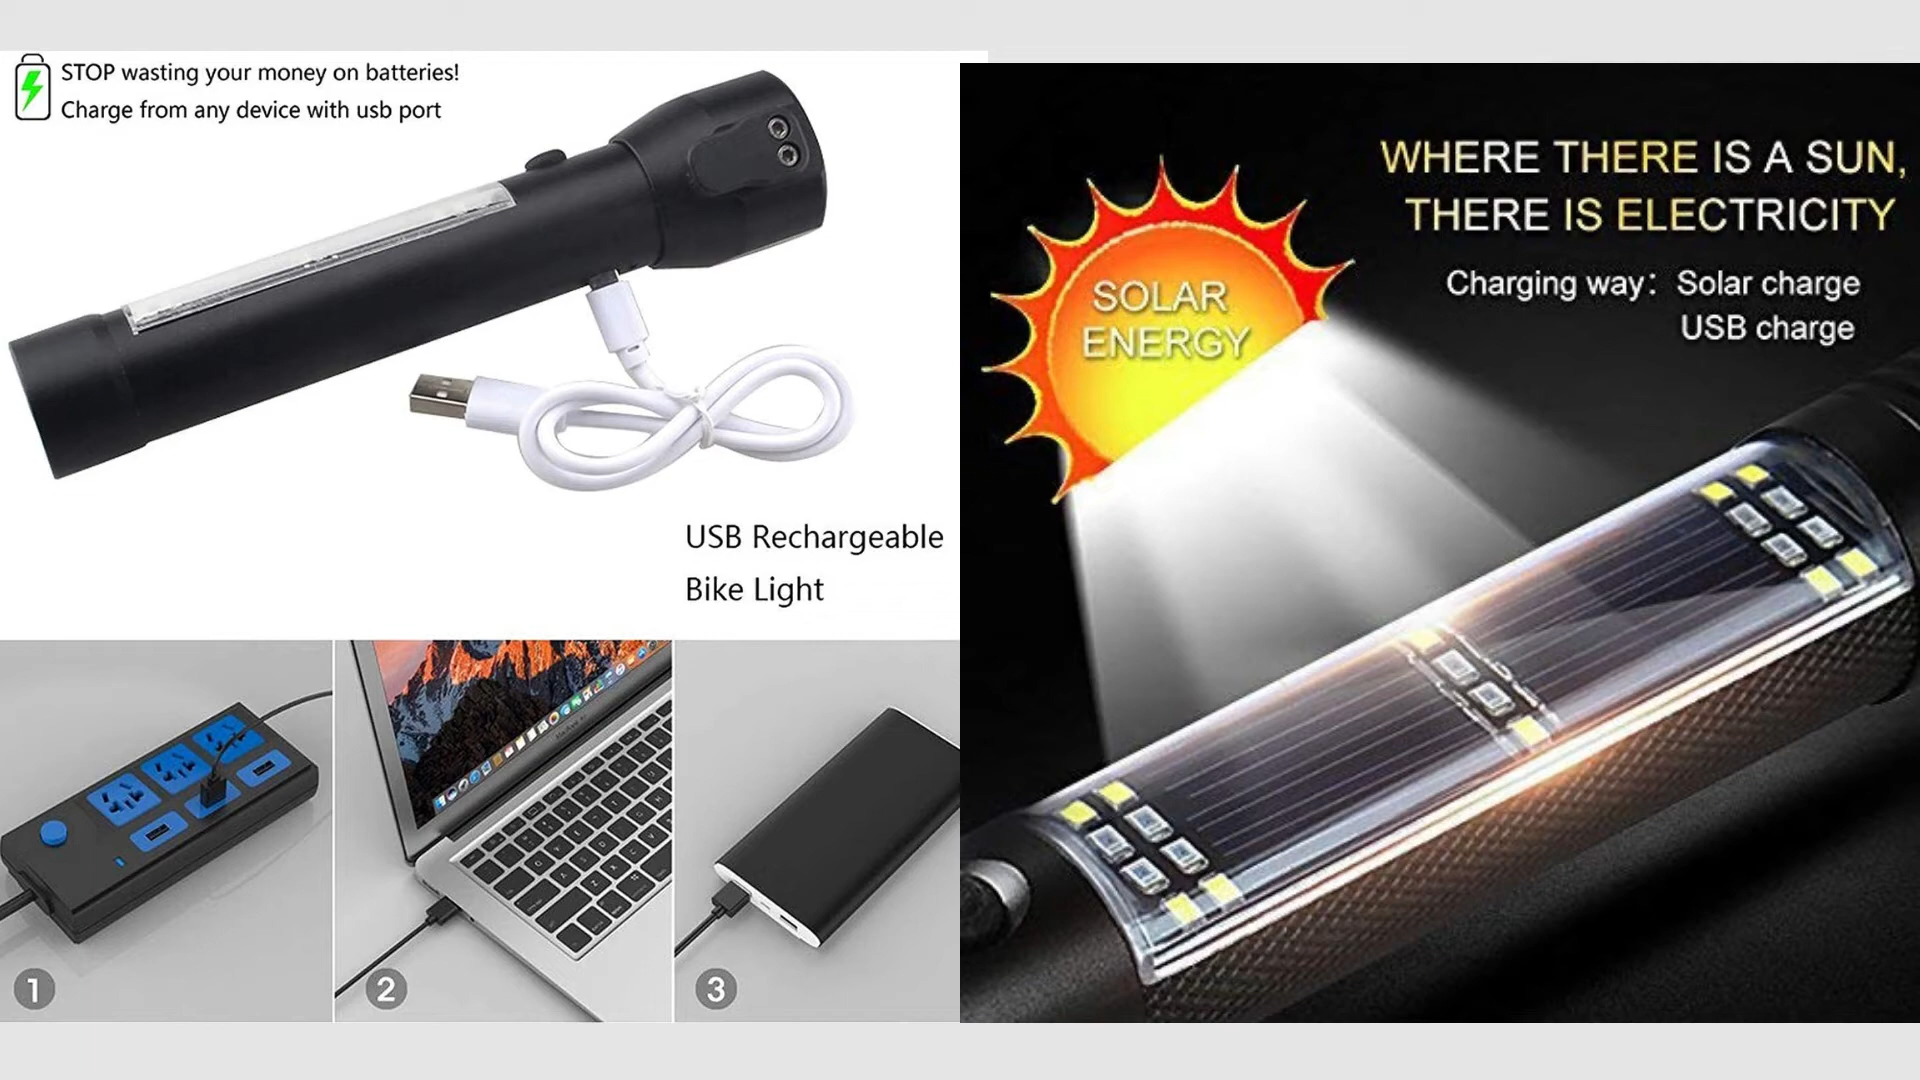 STOP wasting your money on batteries!
Charge from any device with usb port
USB Rechargeable
Bike Light
1
2
3
WHERE THERE IS A SUN,
THERE IS ELECTRICITY
Charging way: Solar charge
USB charge
SOLAR
ENERGY